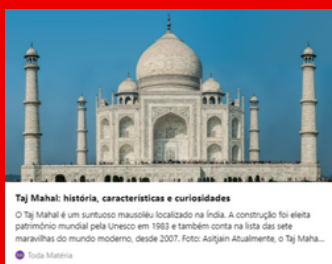 Taj Mahal: história, características e curiosidades
O Taj Mahal é um suntuoso mausoléu localizado na Índia. A construção foi eleita
patrimônio mundial pela Unesco em 1983 e também conta na lista das sete
maravilhas do mundo moderno, desde 2007. Foto: Asitjain Atualmente, o Taj Maha...
Toda Matéria